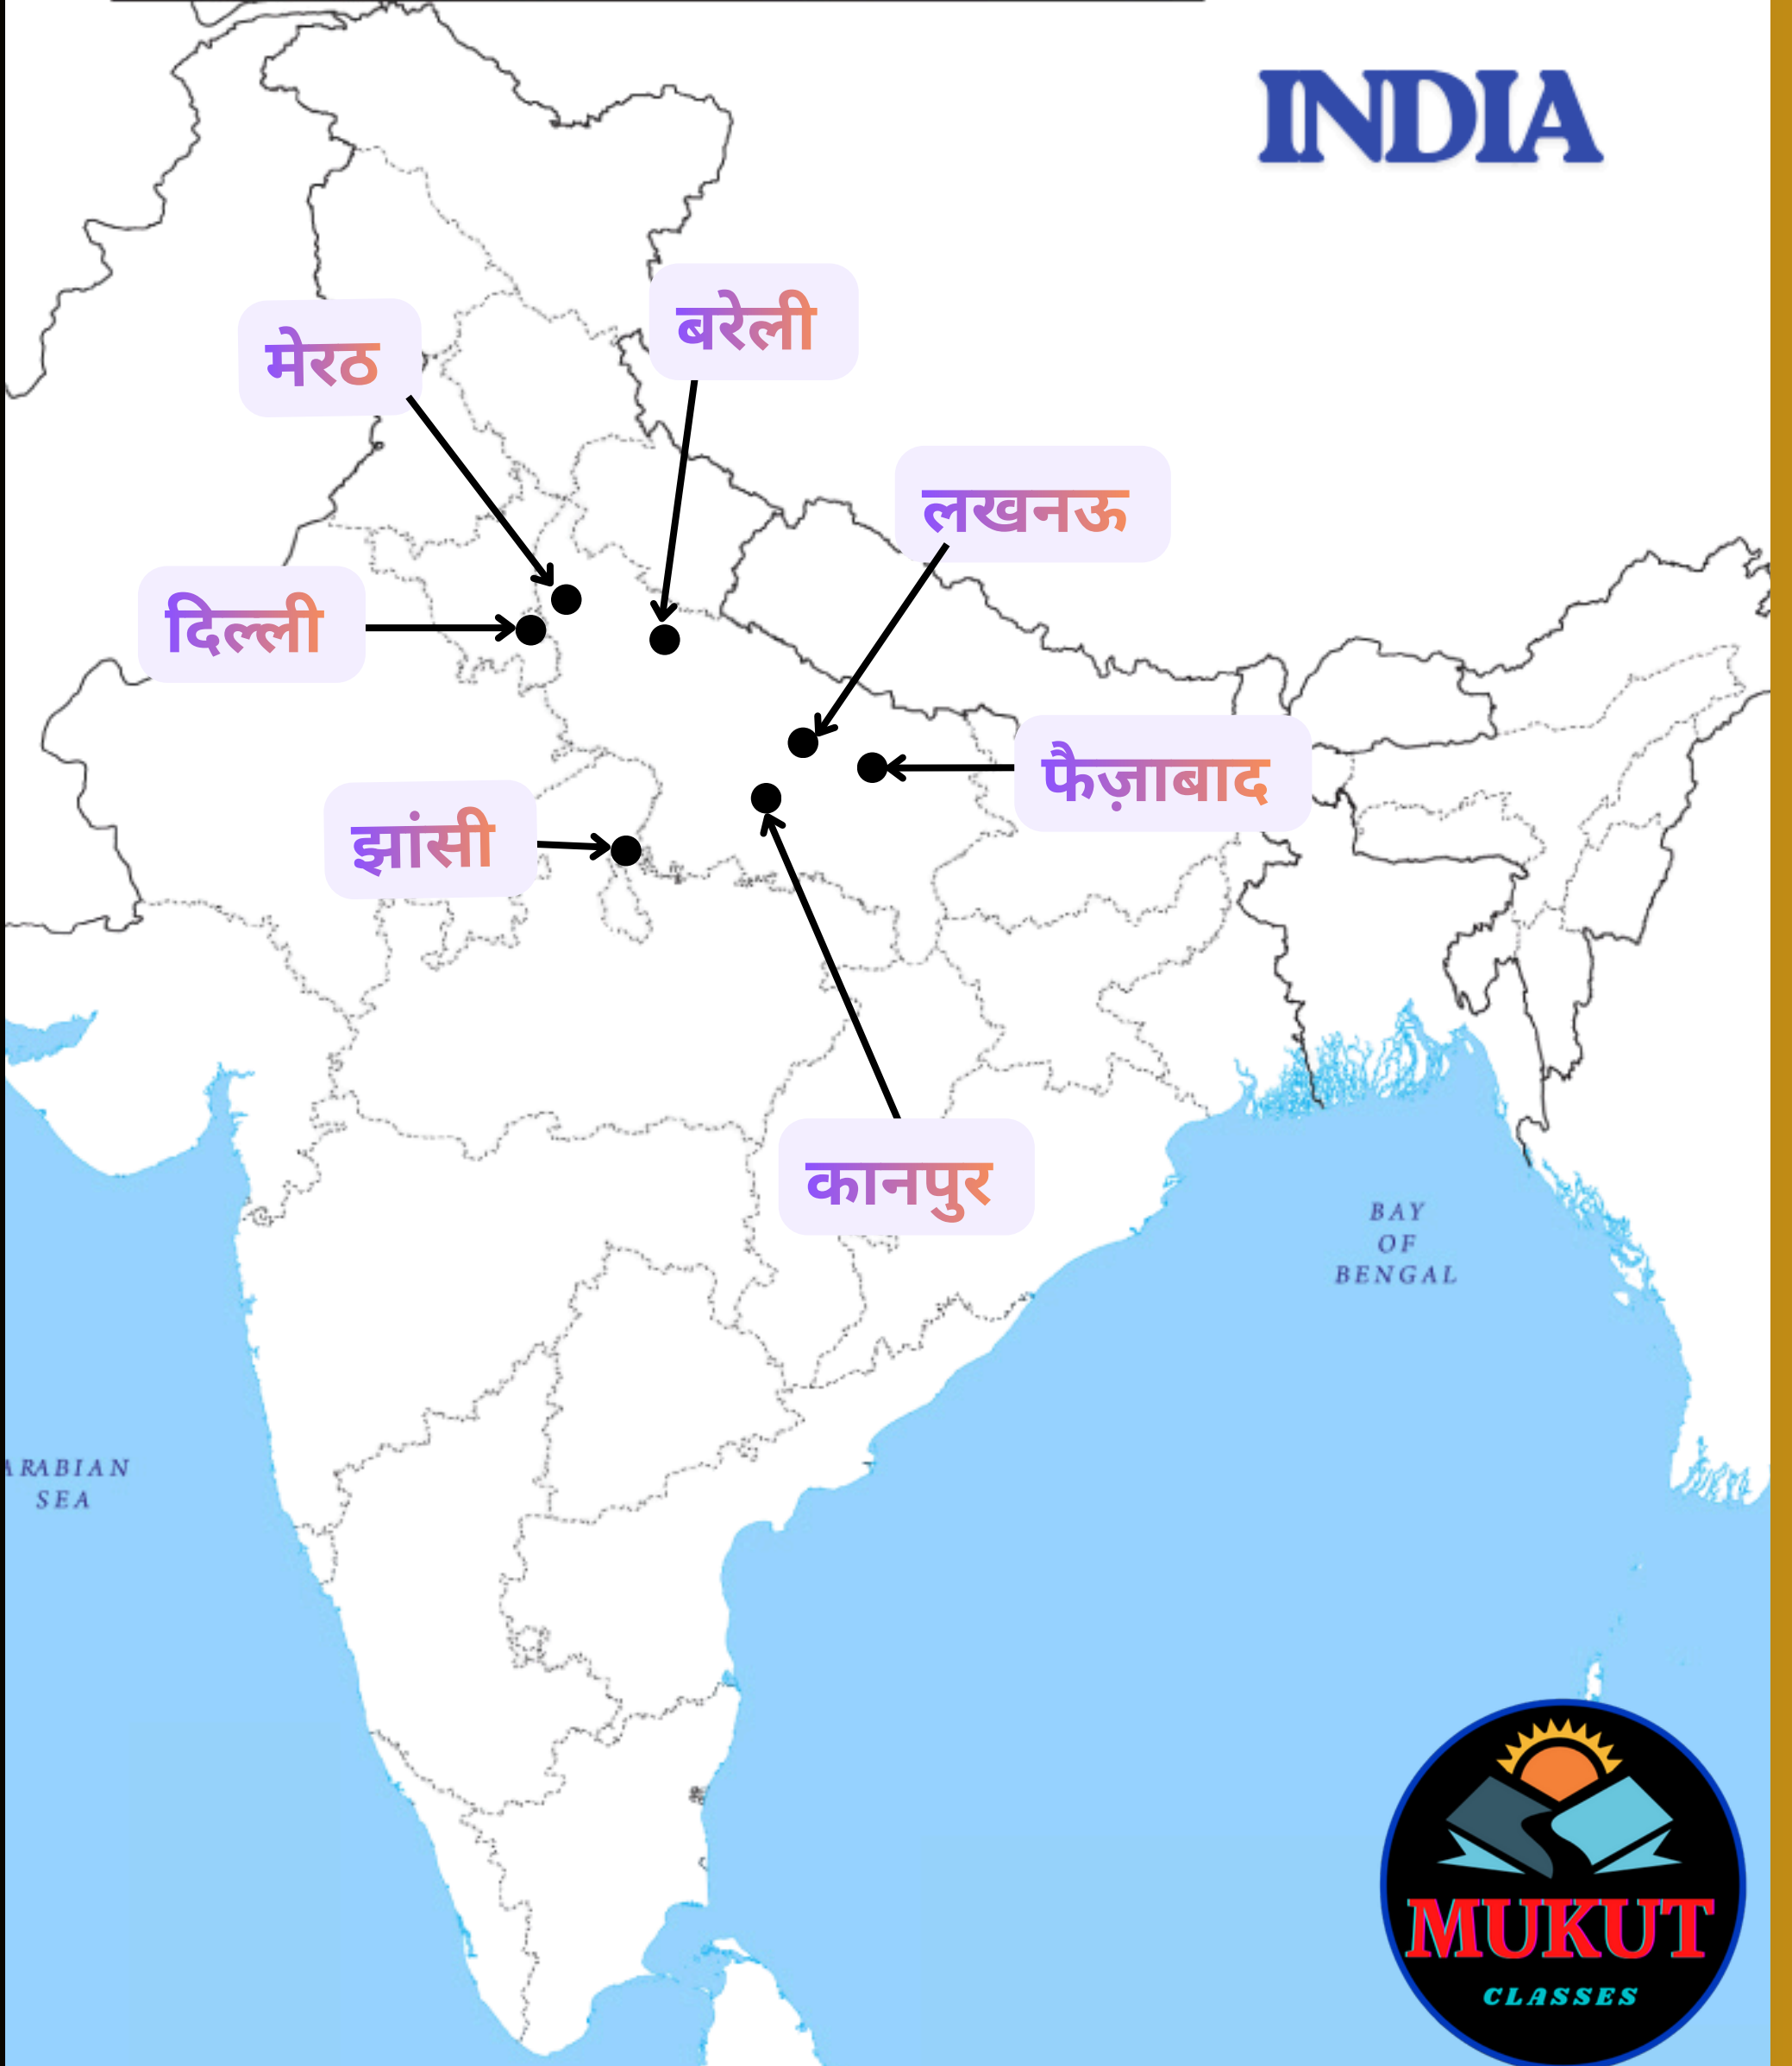 INDIA
बरेली
मेरठ
लखनऊ
दिल्ली
फैज़ाबाद
झांसी
कानपुर
BAY
OF
BENGAL
ARABIAN
SEA
MUKUT
CLASSES